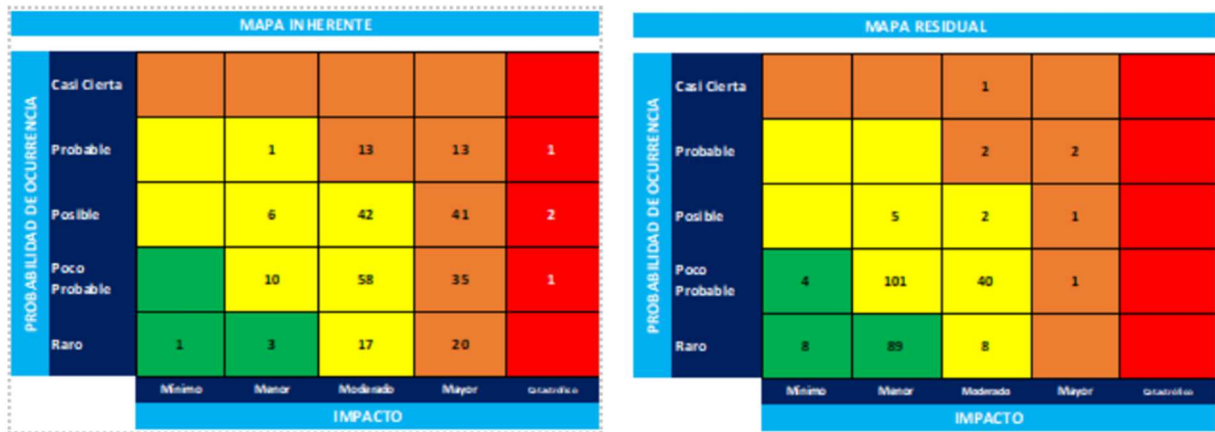 MAPA INHERENTE
PROBABILIDAD DE OCURRENCIA
Casi Cierta
Probable 1 13 13 1
Posible 6 42 41 2
Poco
Probable 10 58 35 1
Raro 1 3 17 20
Mínimo Menor Moderado Mayor Catastrófico
IMPACTO
MAPA RESIDUAL
PROBABILIDAD DE OCURRENCIA
Casi Cierta 1
Probable 2 2
Posible 5 2 1
Poco
Probable 4 101 40 1
Raro 8 89 8
Mínimo Menor Moderado Mayor Catastrófico
IMPACTO